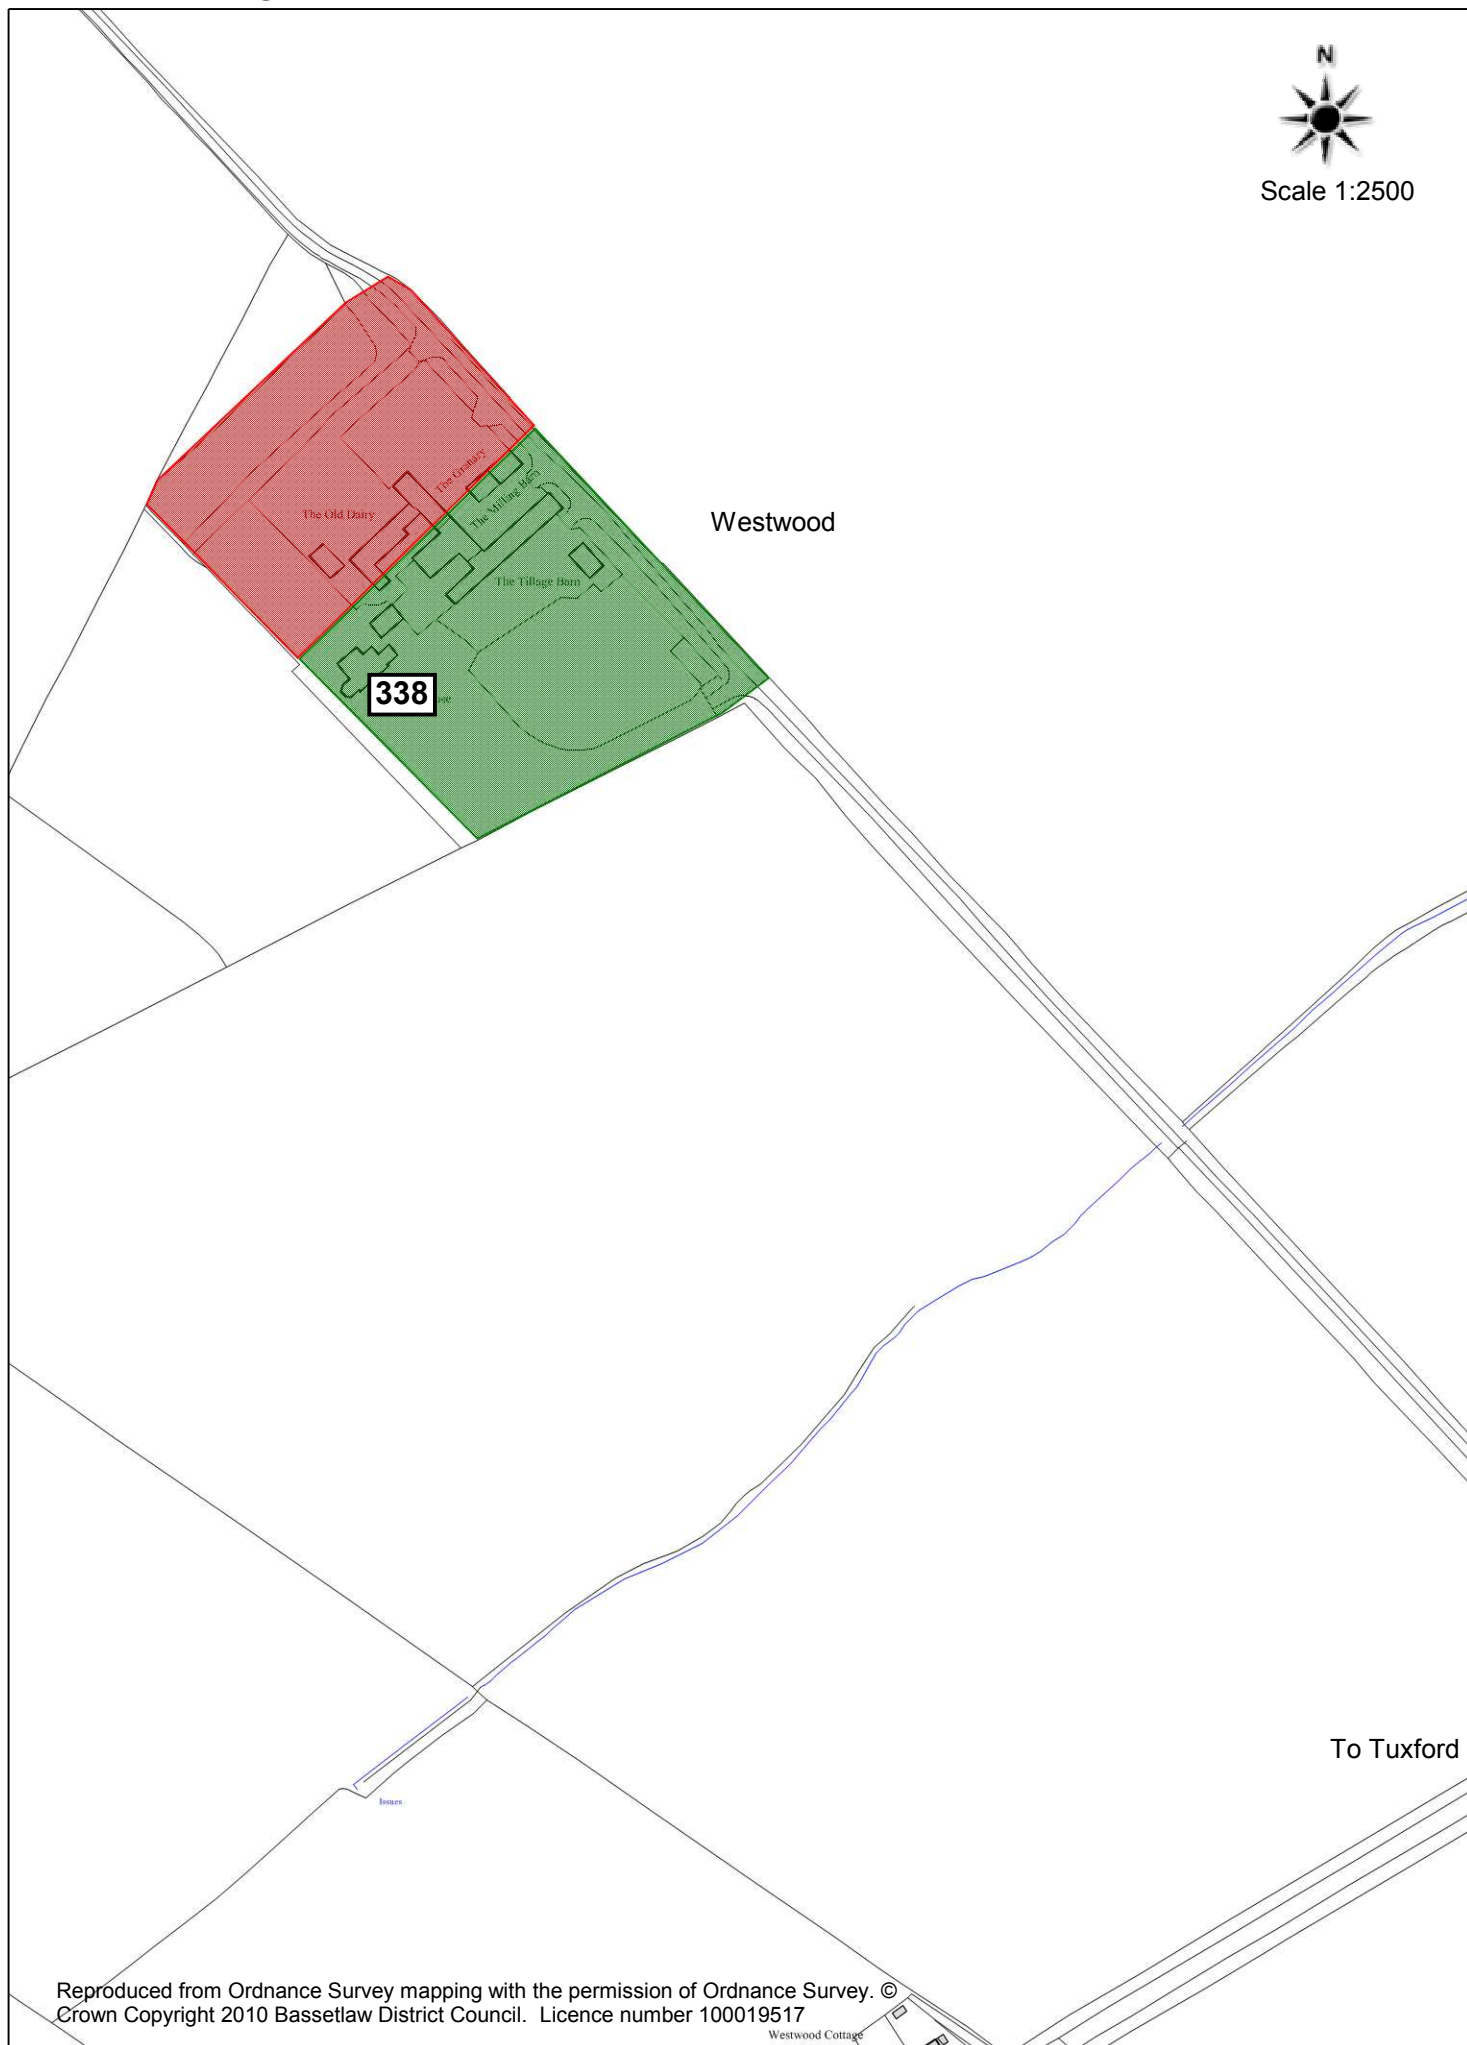 N
Scale 1:2500
The Granary
The Milling Barn
The Old Dairy
Westwood
The Tillage Barn
338
To Tuxford
Issues
Reproduced from Ordnance Survey mapping with the permission of Ordnance Survey. ©
Crown Copyright 2010 Bassetlaw District Council. Licence number 100019517
Westwood Cottage